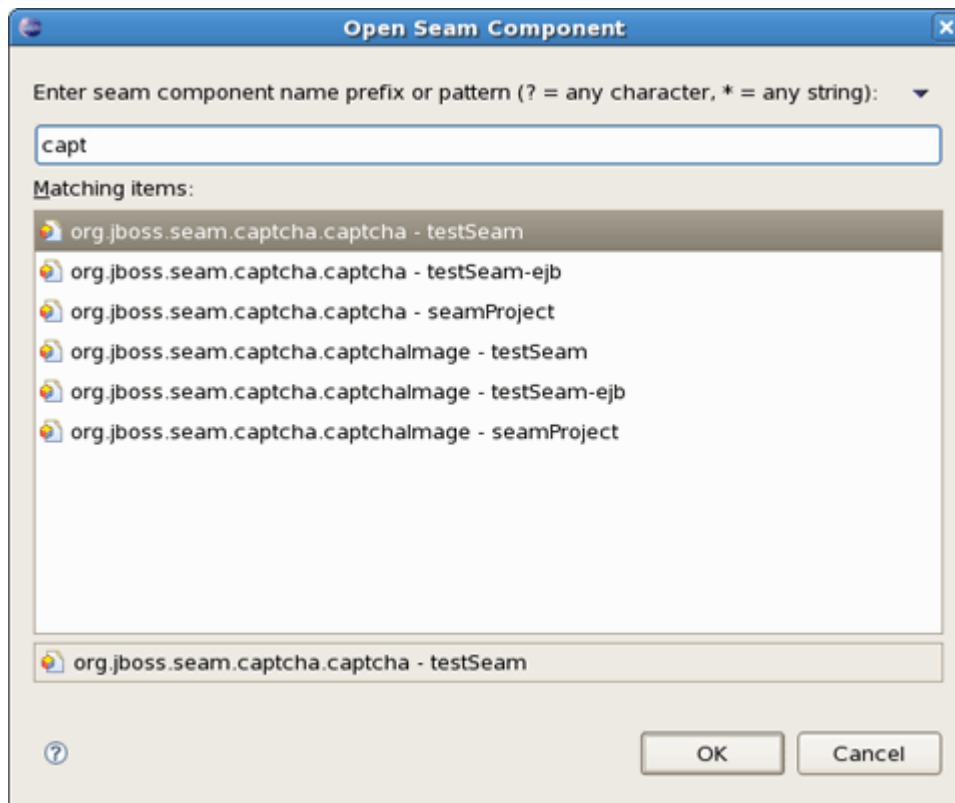 Open Seam Component
Enter seam component name prefix or pattern (? = any character, * = any string):
capt
Matching items:
org.jboss.seam.captcha.captcha - testSeam
org.jboss.seam.captcha.captcha - testSeam-ejb
org.jboss.seam.captcha.captcha - seamProject
org.jboss.seam.captcha.captchaImage - testSeam
org.jboss.seam.captcha.captchaImage - testSeam-ejb
org.jboss.seam.captcha.captchaImage - seamProject
org.jboss.seam.captcha.captcha - testSeam
? OK Cancel